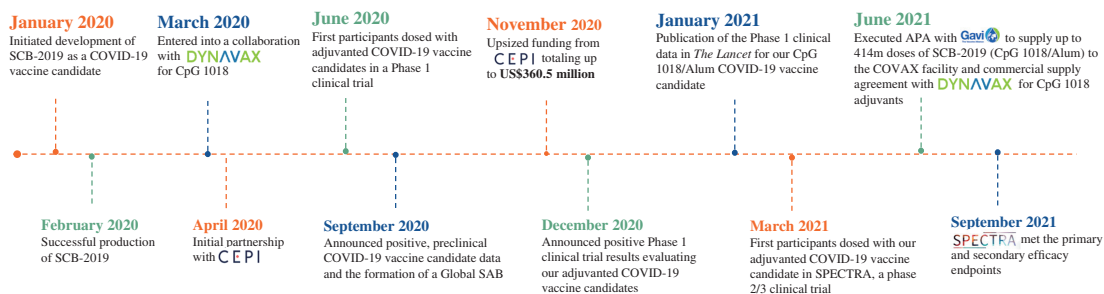 January 2020
Initiated development of
SCB-2019 as a COVID-19
vaccine candidate
March 2020
Entered into a collaboration
with DYNAVAX
for CpG 1018
June 2020
First participants dosed with
adjuvanted COVID-19 vaccine
candidates in a Phase 1
clinical trial
November 2020
Upsized funding from
CEPI totaling up
to US$360.5 million
January 2021
Publication of the Phase 1 clinical
data in The Lancet for our CpG
1018/Alum COVID-19 vaccine
candidate
June 2021
Executed APA with Gavi to supply up to
414m doses of SCB-2019 (CpG 1018/Alum) to
the COVAX facility and commercial supply
agreement with DYNAVAX for CpG 1018
adjuvants
February 2020
Successful production
of SCB-2019
April 2020
Initial partnership
with CEPI
September 2020
Announced positive, preclinical
COVID-19 vaccine candidate data
and the formation of a Global SAB
December 2020
Announced positive Phase 1
clinical trial results evaluating
our adjuvanted COVID-19
vaccine candidates
March 2021
First participants dosed with our
adjuvanted COVID-19 vaccine
candidate in SPECTRA, a phase
2/3 clinical trial
September 2021
SPECTRA met the primary
and secondary efficacy
endpoints